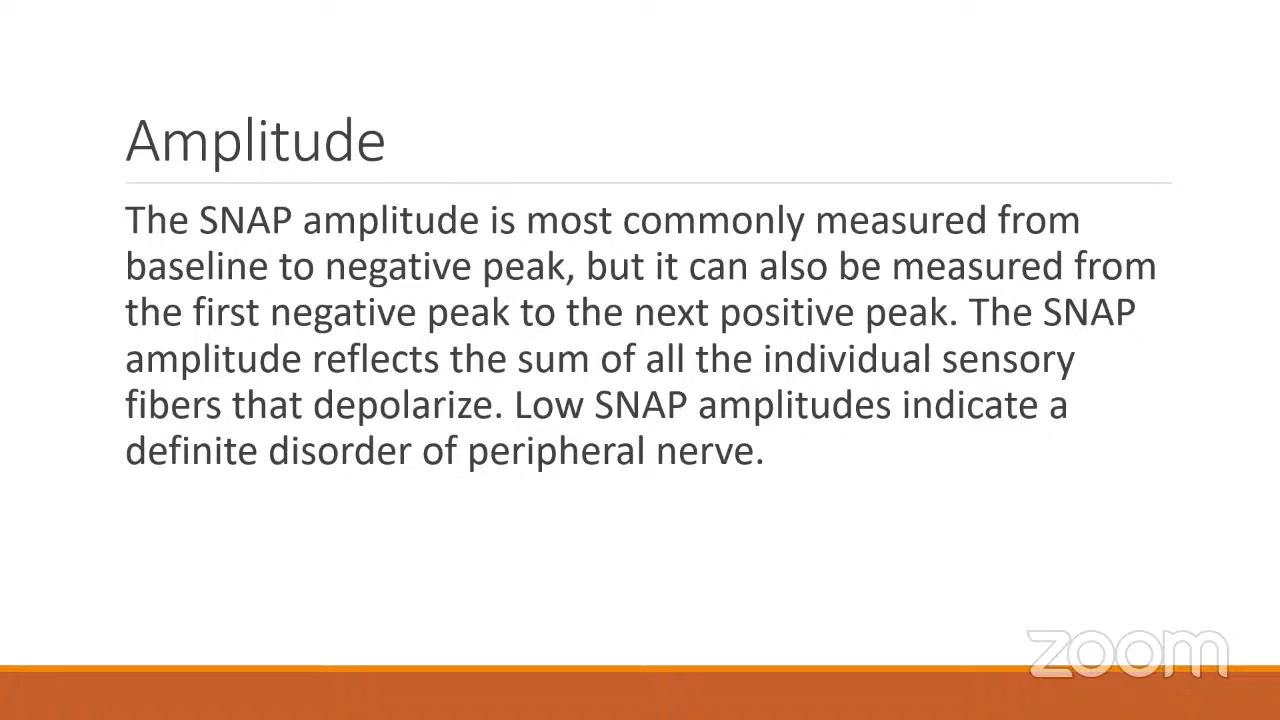 Amplitude
The SNAP amplitude is most commonly measured from
baseline to negative peak, but it can also be measured from
the first negative peak to the next positive peak. The SNAP
amplitude reflects the sum of all the individual sensory
fibers that depolarize. Low SNAP amplitudes indicate a
definite disorder of peripheral nerve.
zoom